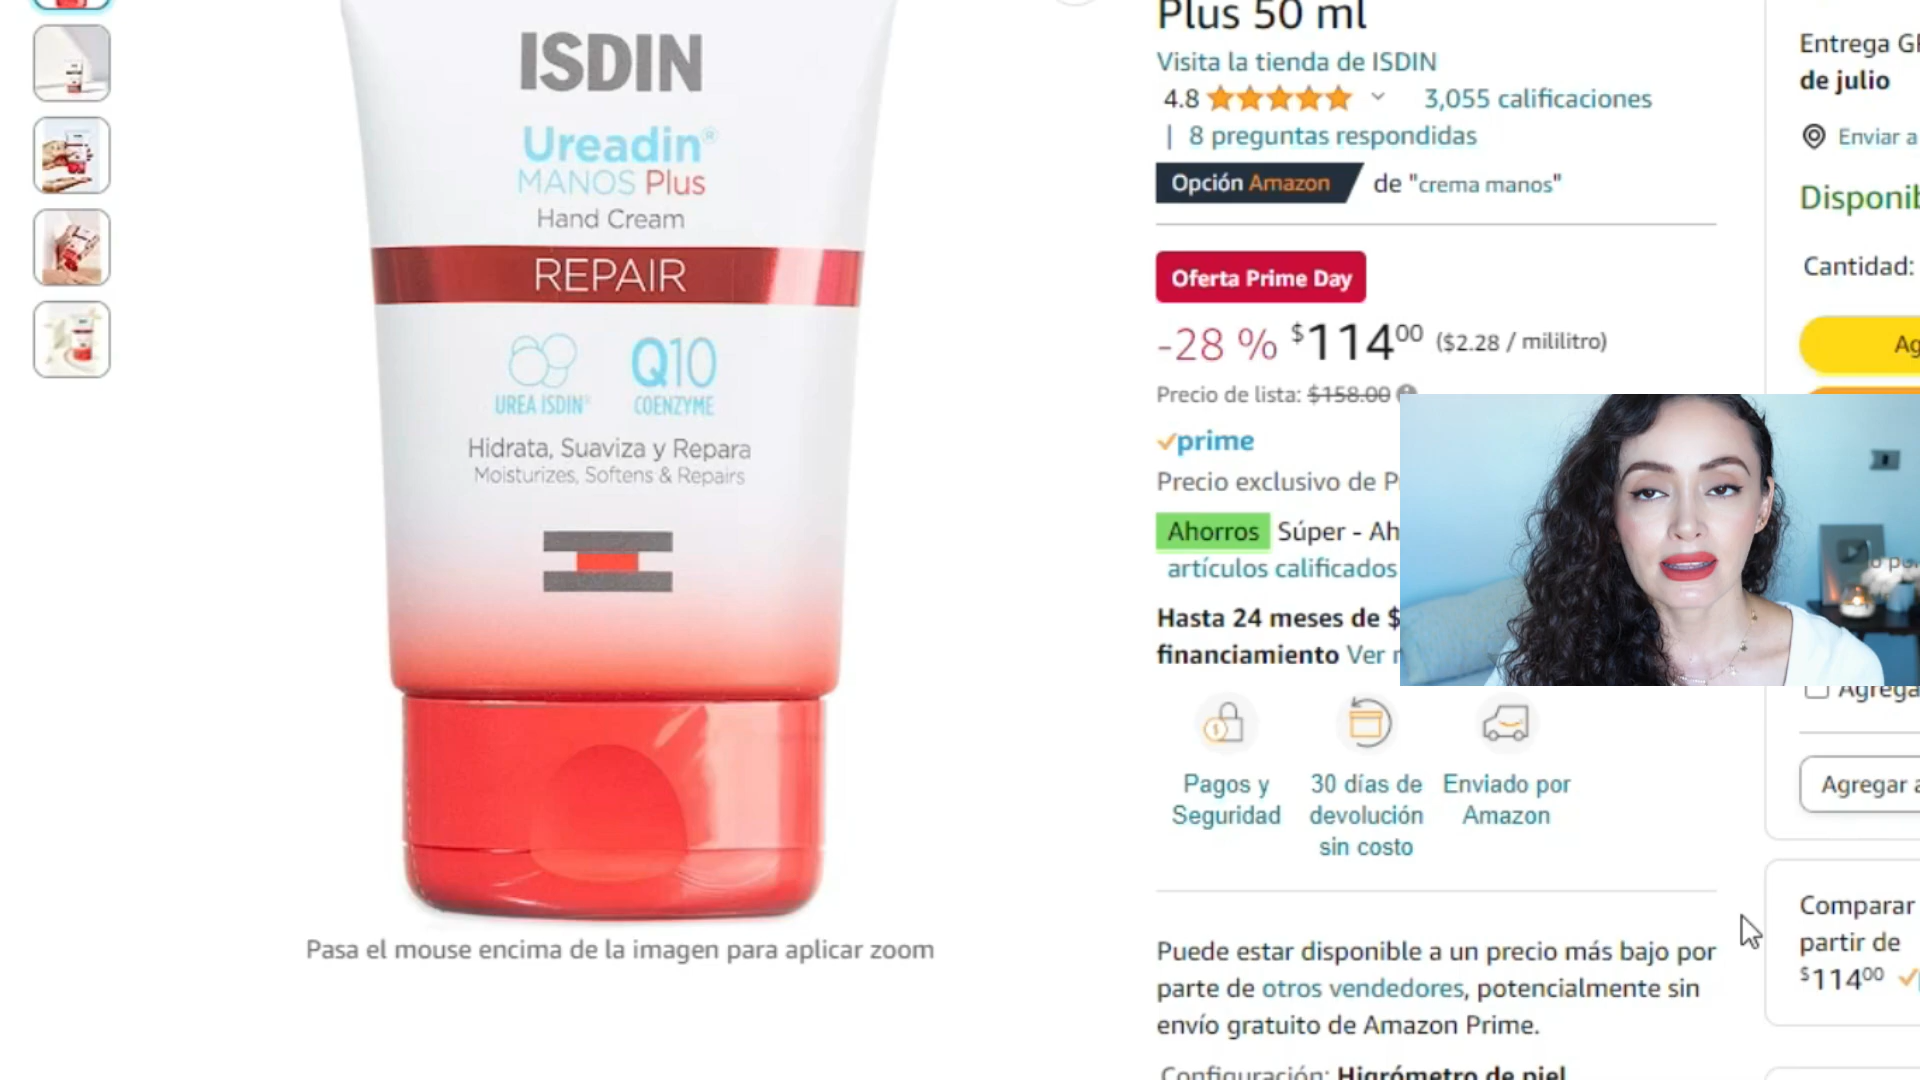 ISDIN
Ureadin®
MANOS Plus
Hand Cream
REPAIR
UREA ISDIN®
Q10
COENZYME
Hidrata, Suaviza y Repara
Moisturizes, Softens & Repairs
Pasa el mouse encima de la imagen para aplicar zoom
Plus 50 ml
Visita la tienda de ISDIN
4.8
3,055 calificaciones
| 8 preguntas respondidas
Opción Amazon de "crema manos"
Oferta Prime Day
-28 % $114⁰⁰ ($2.28 / mililitro)
Precio de lista: $158.00
prime
Precio exclusivo de P
Ahorros Súper - Ah
artículos calificados
Hasta 24 meses de $
financiamiento Ver
Pagos y
Seguridad
30 días de
devolución
sin costo
Enviado por
Amazon
Puede estar disponible a un precio más bajo por
parte de otros vendedores, potencialmente sin
envío gratuito de Amazon Prime.
Configuración: Higrómetro de piel
Entrega
de julio
Enviar a
Disponib
Cantidad:
Ag
Agrega
Agregar a
Comparar
partir de
$114⁰⁰